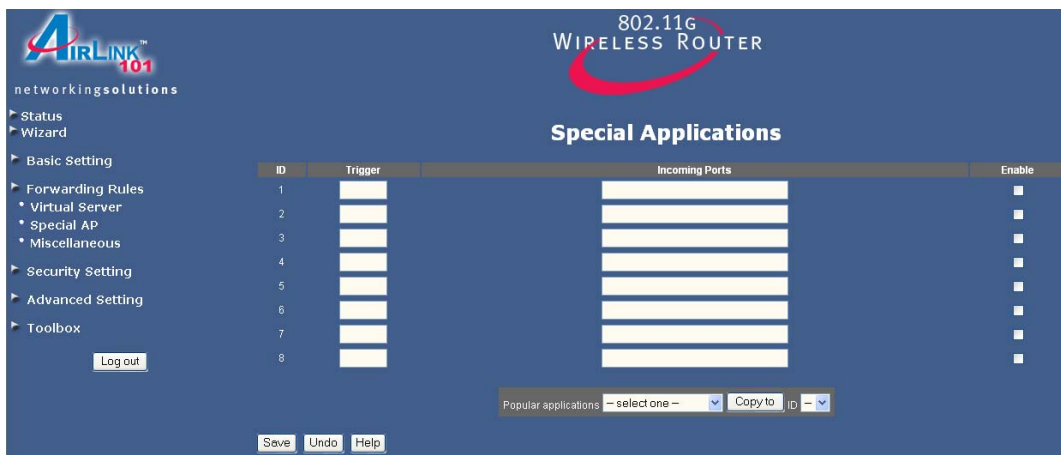 AIRLINK™
101
networkingsolutions
802.11G
WIRELESS ROUTER
Status
Wizard
Basic Setting
Forwarding Rules
Virtual Server
Special AP
Miscellaneous
Security Setting
Advanced Setting
Toolbox
Log out
Special Applications
ID Trigger Incoming Ports Enable
1
2
3
4
5
6
7
8
Popular applications -- select one -- Copy to ID --
Save Undo Help